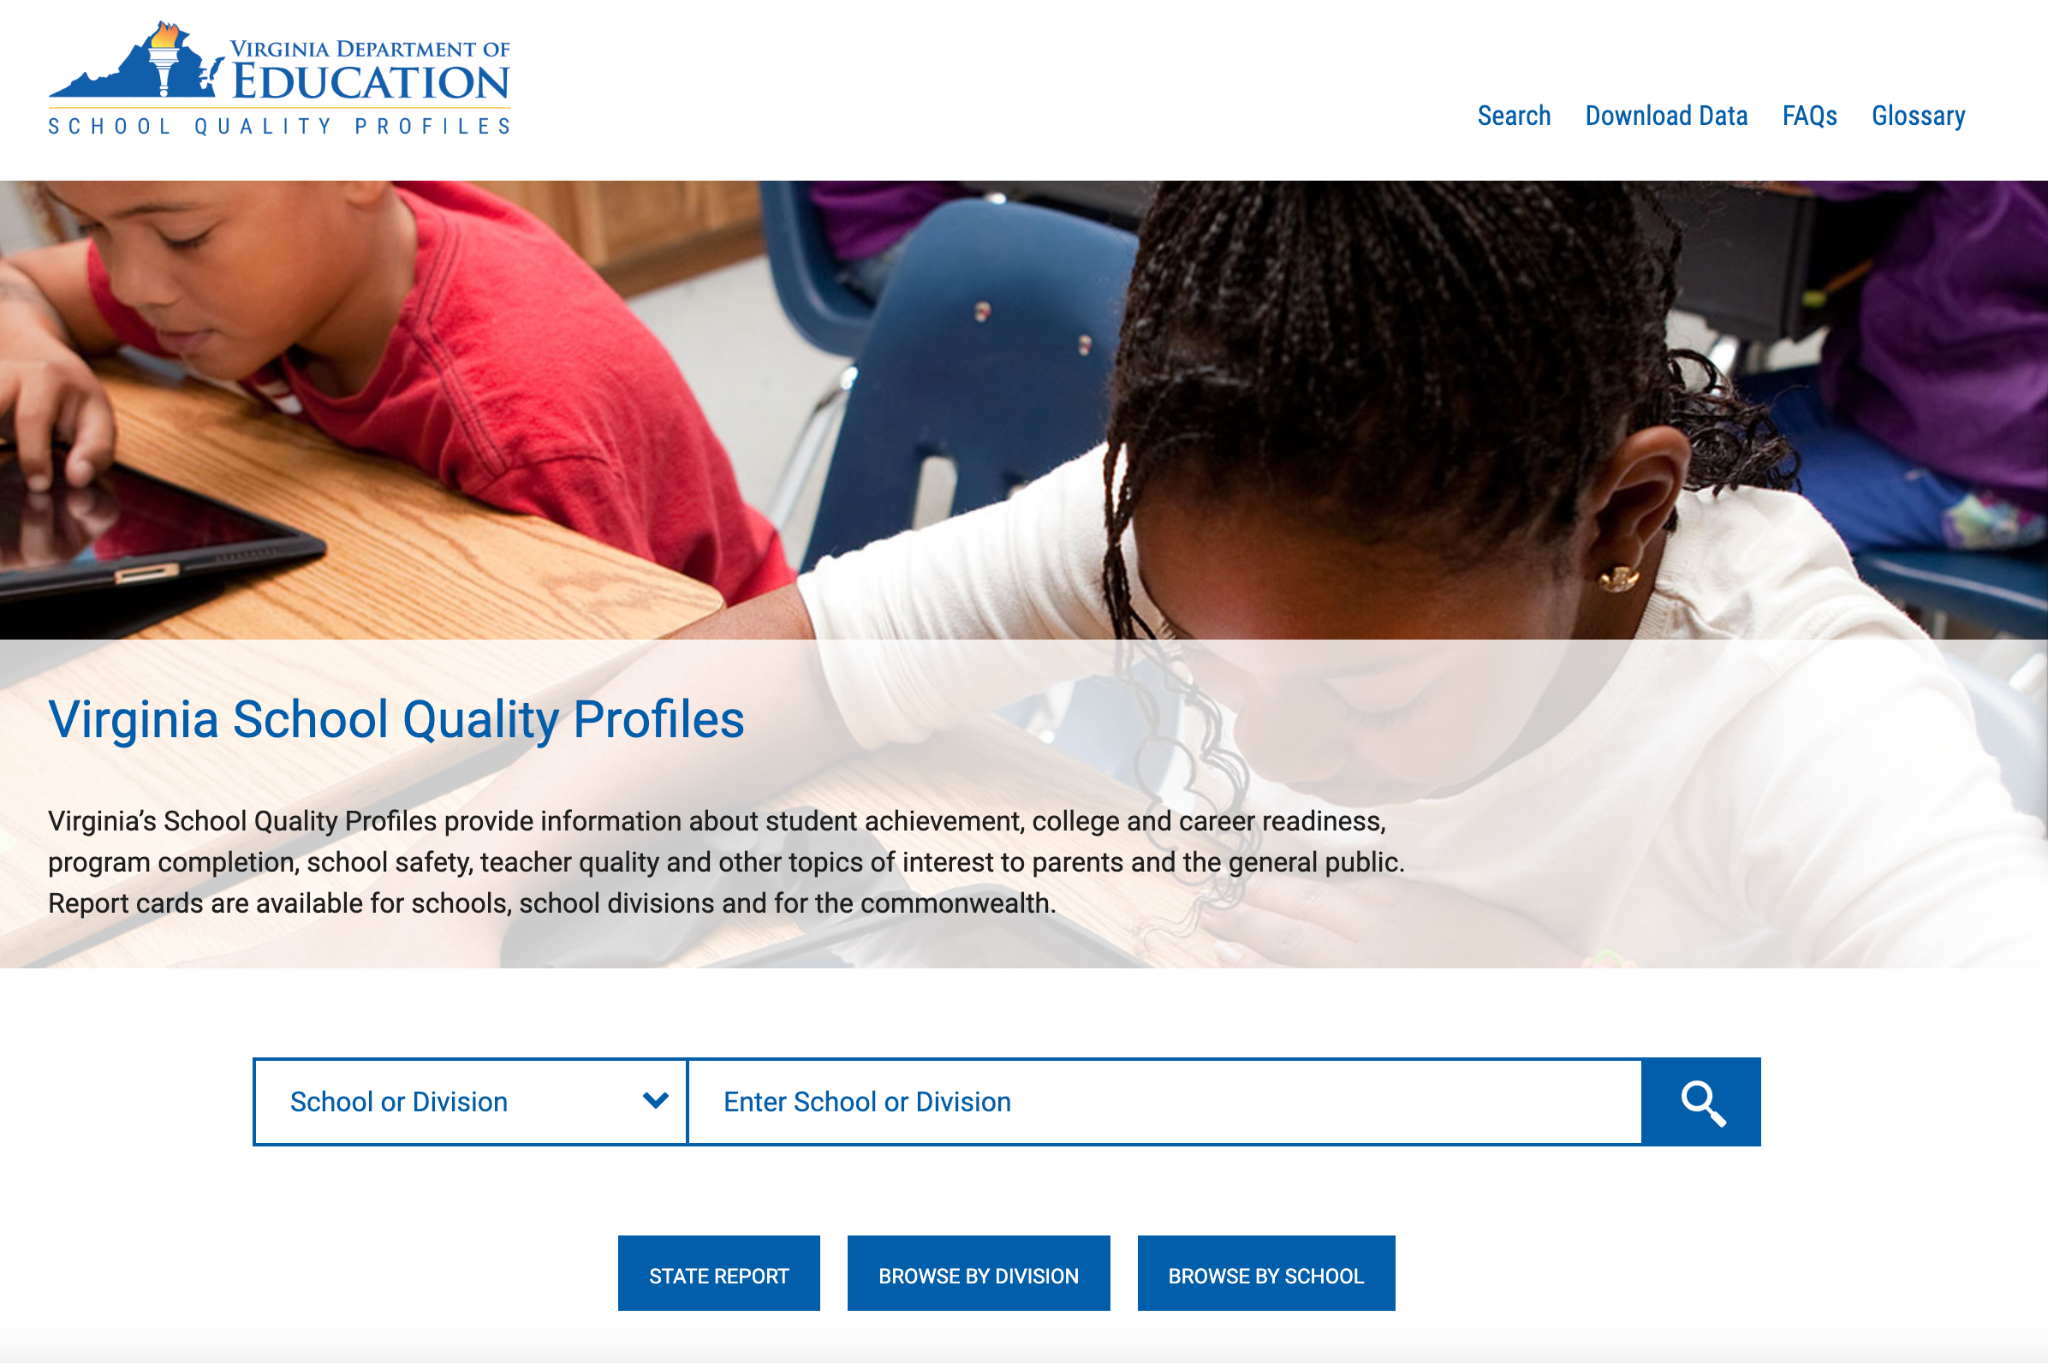 VIRGINIA DEPARTMENT OF
EDUCATION
SCHOOL QUALITY PROFILES
Search Download Data FAQs Glossary
Virginia School Quality Profiles
Virginia’s School Quality Profiles provide information about student achievement, college and career readiness,
program completion, school safety, teacher quality and other topics of interest to parents and the general public.
Report cards are available for schools, school divisions and for the commonwealth.
School or Division Enter School or Division
STATE REPORT BROWSE BY DIVISION BROWSE BY SCHOOL